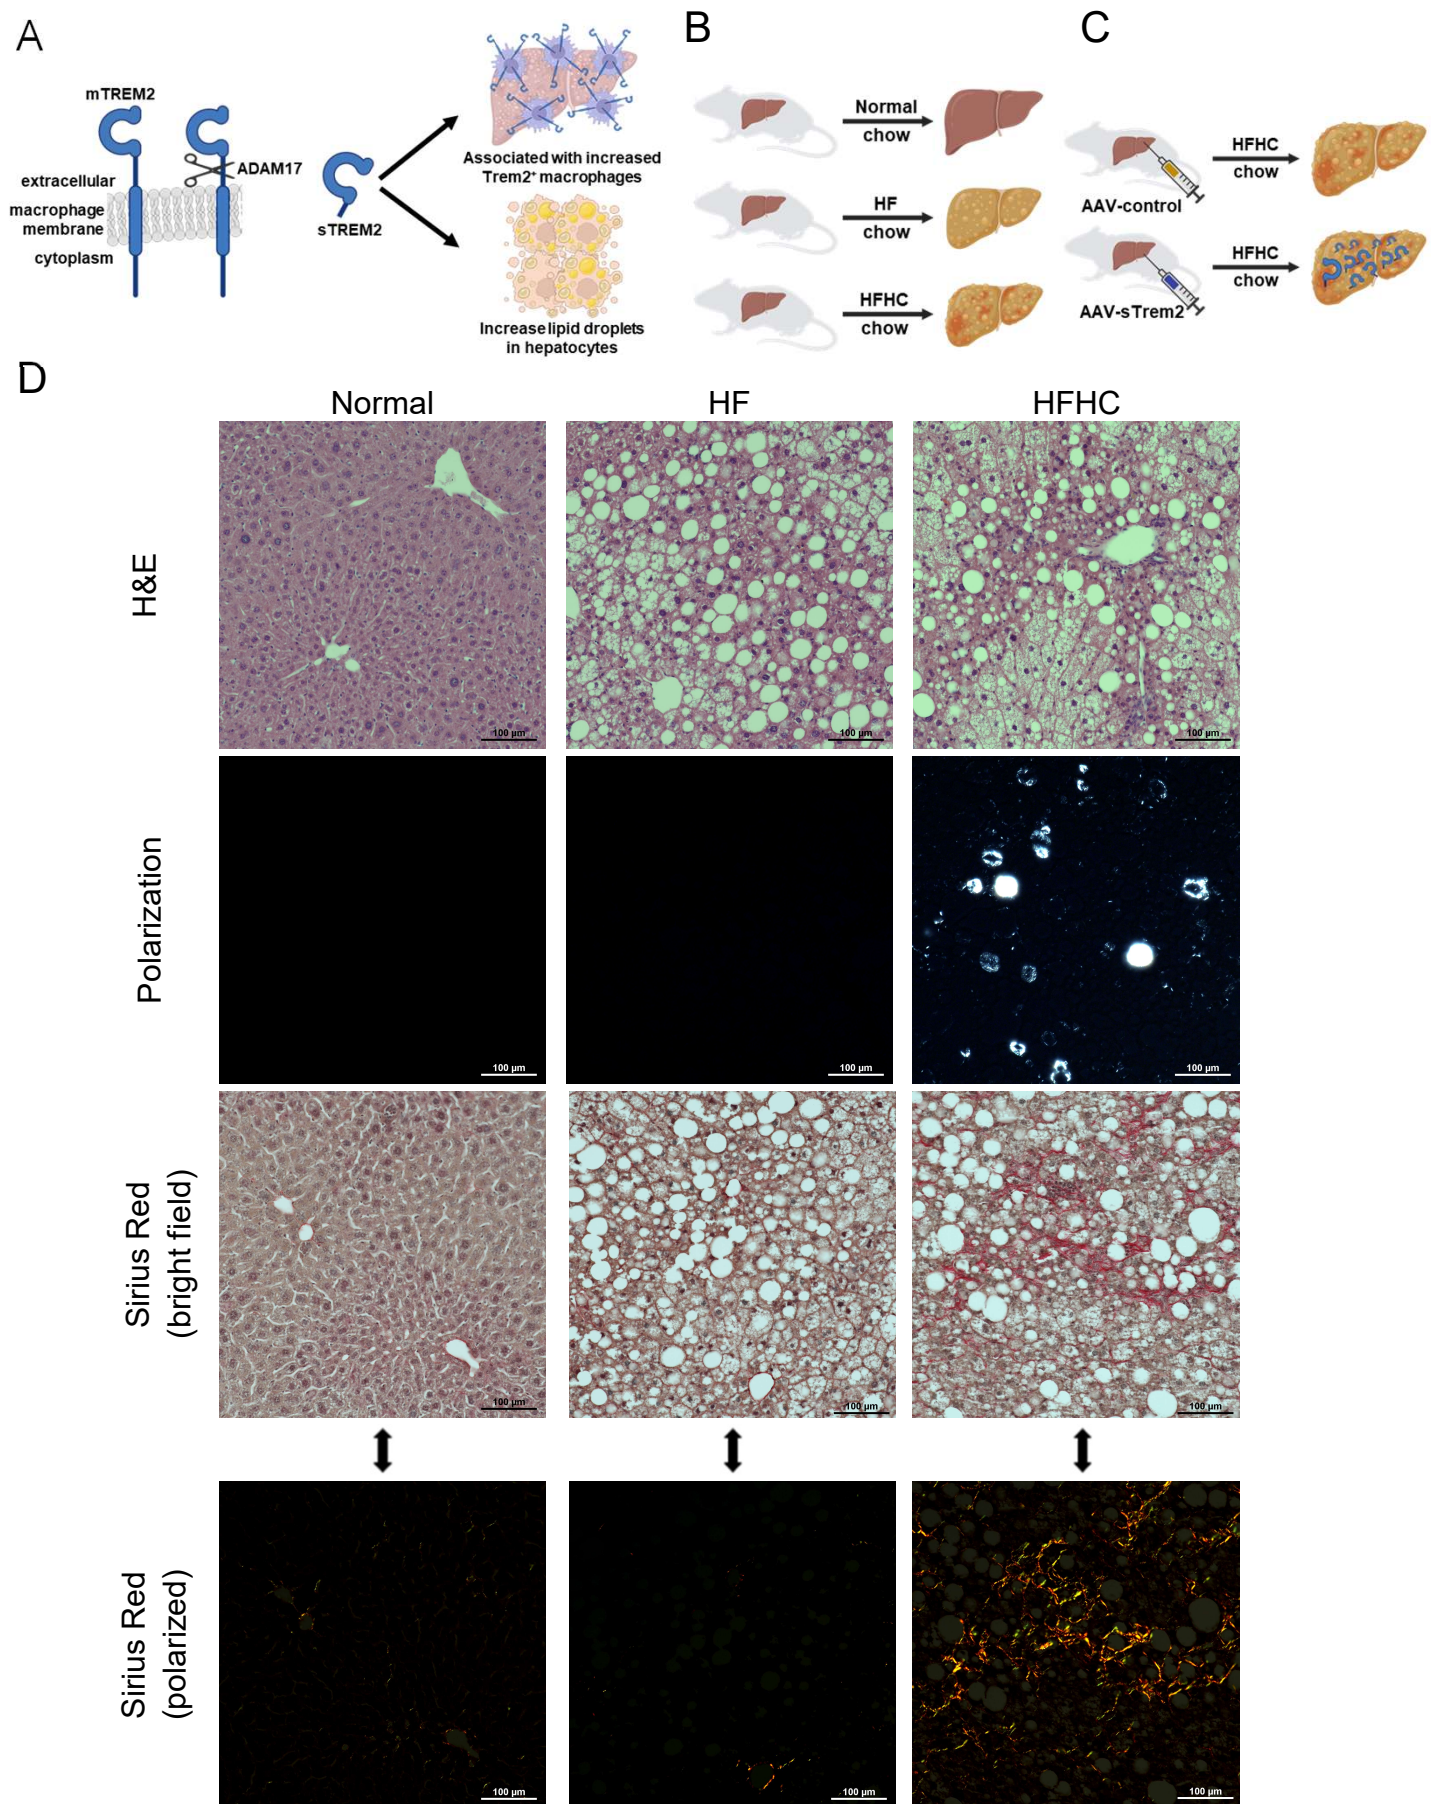 A
mTREM2
ADAM17
extracellular
macrophage
membrane
cytoplasm
sTREM2
Associated with increased
Trem2⁺ macrophages
Increase lipid droplets
in hepatocytes
B
Normal
chow
HF
chow
HFHC
chow
C
AAV-control
HFHC
chow
AAV-sTrem2
HFHC
chow
D
Normal
HF
HFHC
H&E
100 µm
100 µm
100 µm
Polarization
100 µm
100 µm
100 µm
Sirius Red
(bright field)
100 µm
100 µm
100 µm
Sirius Red
(polarized)
100 µm
100 µm
100 µm